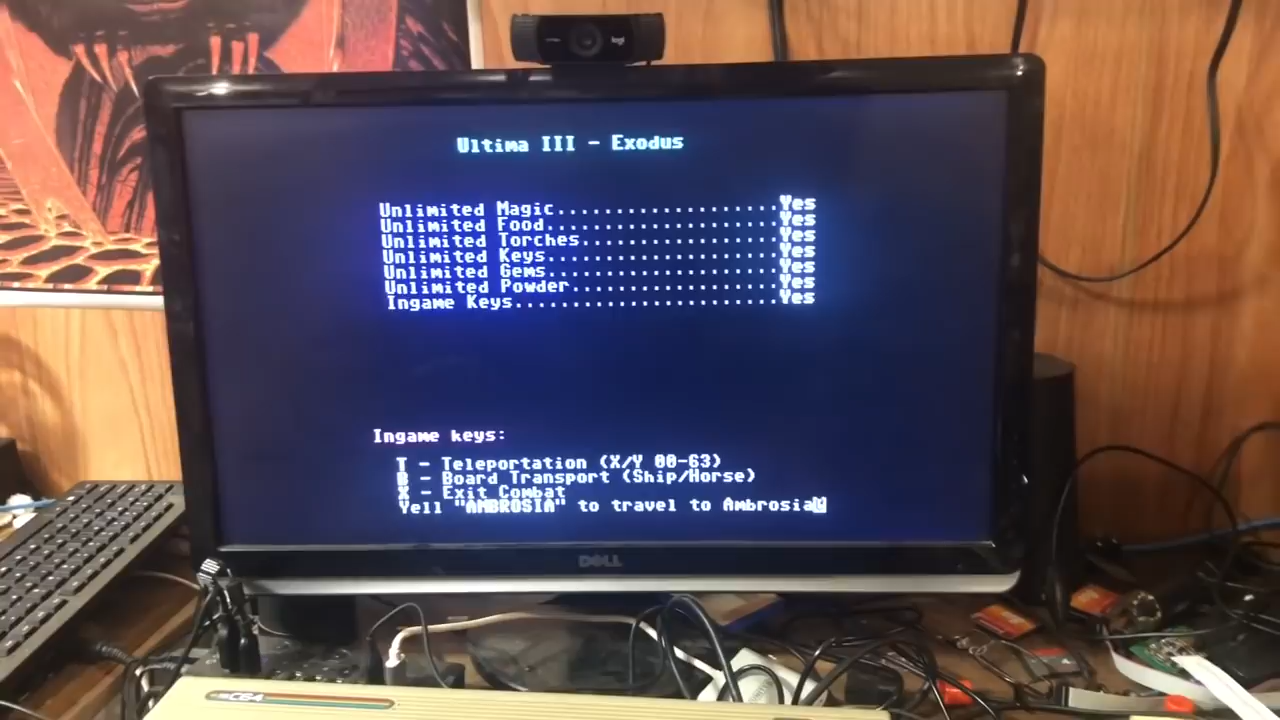 logi
Ultima III - Exodus
Unlimited Magic..................Yes
Unlimited Food...................Yes
Unlimited Torches................Yes
Unlimited Keys...................Yes
Unlimited Gems...................Yes
Unlimited Powder.................Yes
Ingame Keys......................Yes
Ingame keys:
T - Teleportation (X/Y 00-63)
B - Board Transport (Ship/Horse)
X - Exit Combat
Yell "AMBROSIA" to travel to Ambrosia
DELL
C64